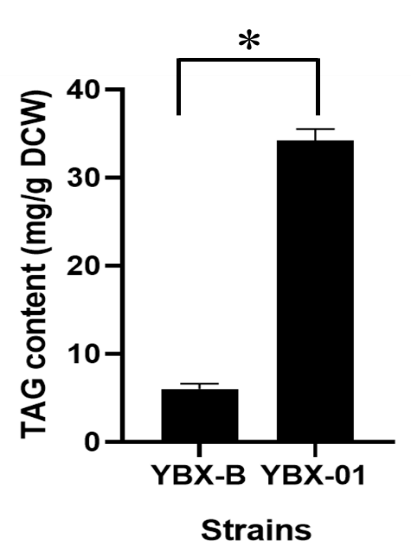 *
40
30
20
10
0
TAG content (mg/g DCW)
YBX-B YBX-01
Strains